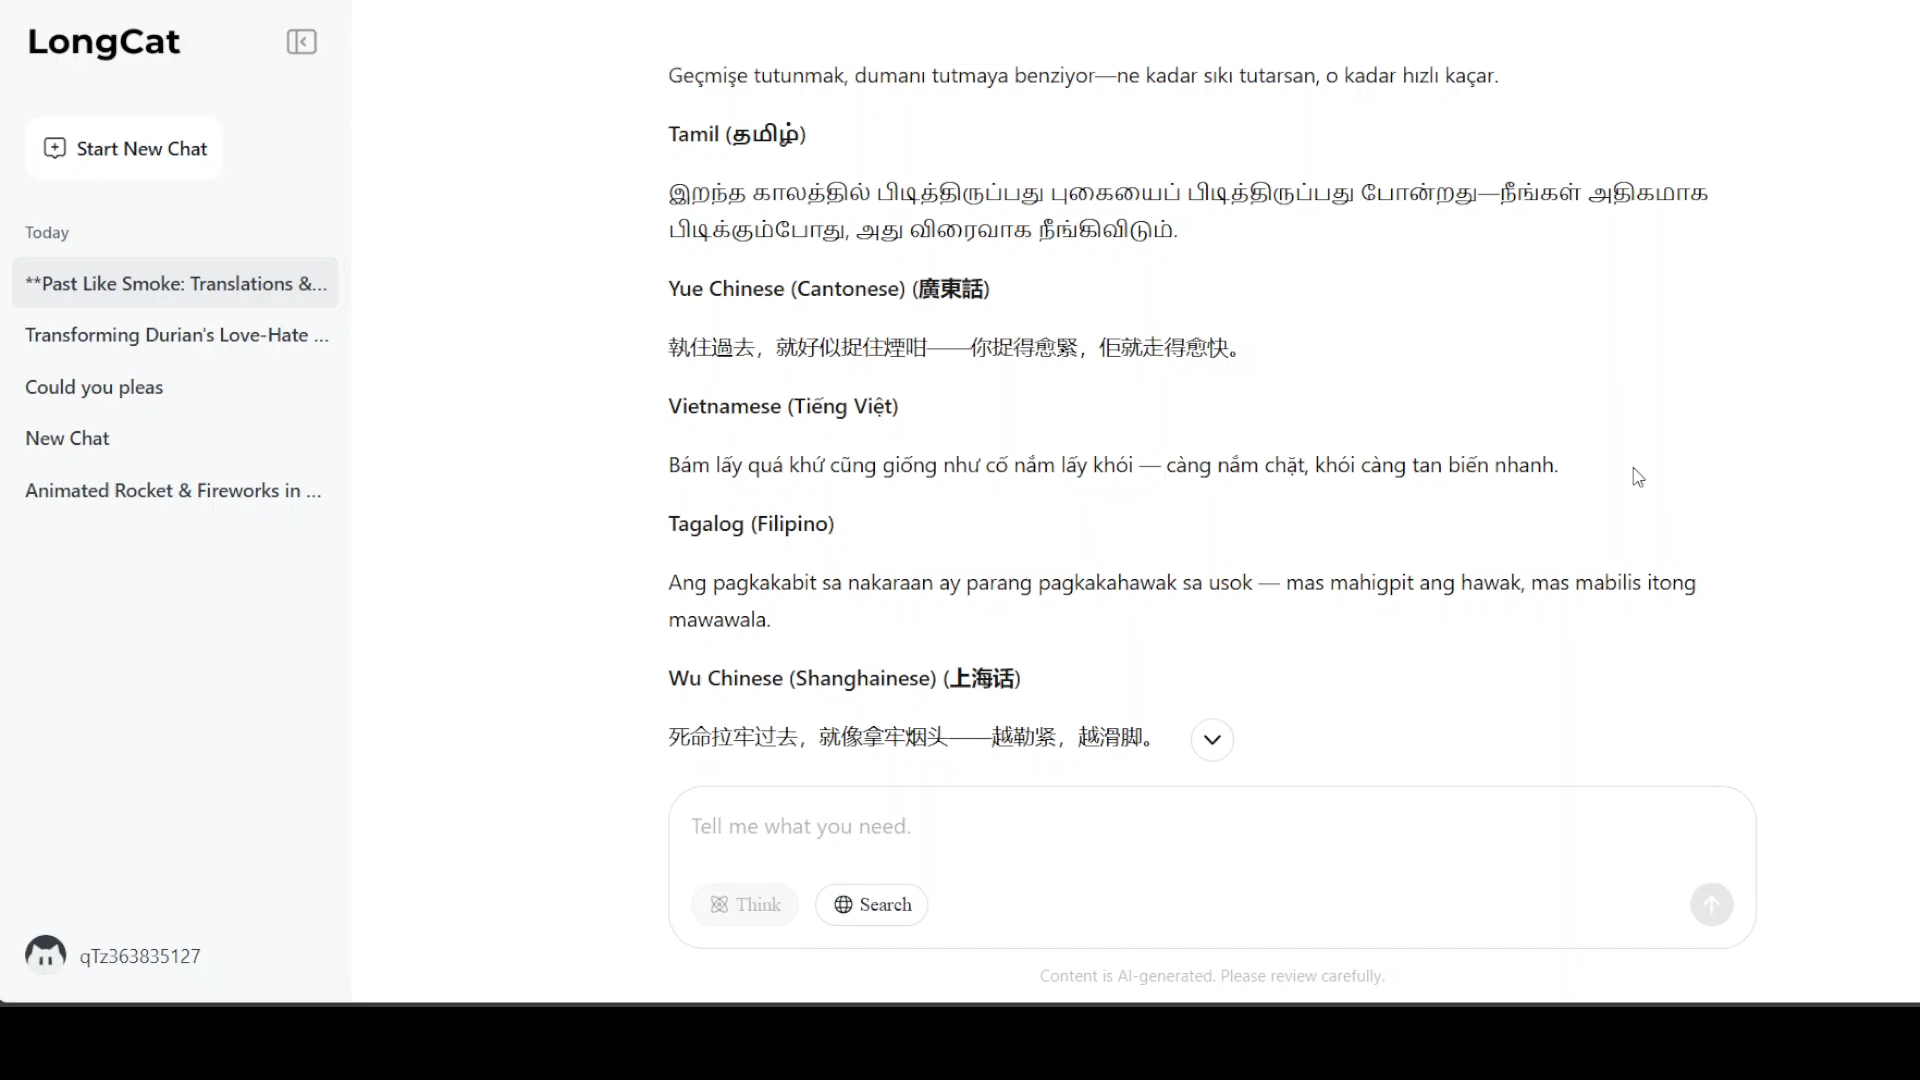 LongCat
Start New Chat
Today
**Past Like Smoke: Translations &...
Transforming Durian's Love-Hate ...
Could you pleas
New Chat
Animated Rocket & Fireworks in ...
qTz363835127
Geçmişe tutunmak, dumanı tutmaya benziyor—ne kadar sıkı tutarsan, o kadar hızlı kaçar.
Tamil (தமிழ்)
இறந்த காலத்தில் பிடித்திருப்பது புகையைப் பிடித்திருப்பது போன்றது—நீங்கள் அதிகமாக
பிடிக்கும்போது, அது விரைவாக நீங்கிவிடும்.
Yue Chinese (Cantonese) (廣東話)
執住過去，就好似捉住煙咁——你捉得愈緊，佢就走得愈快。
Vietnamese (Tiếng Việt)
Bám lấy quá khứ cũng giống như cố nắm lấy khói — càng nắm chặt, khói càng tan biến nhanh.
Tagalog (Filipino)
Ang pagkakabit sa nakaraan ay parang pagkakahawak sa usok — mas mahigpit ang hawak, mas mabilis itong
mawawala.
Wu Chinese (Shanghainese) (上海话)
死命拉牢过去，就像拿牢烟头——越勒紧，越滑脚。
Tell me what you need.
Think
Search
Content is AI-generated. Please review carefully.